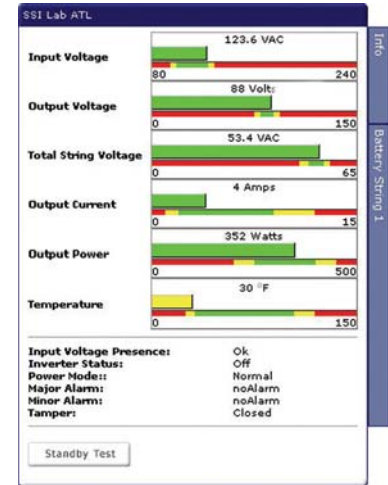 SSI Lab ATL
Info
Battery String 1
123.6 VAC
Input Voltage
80 240
88 Volts
Output Voltage
0 150
53.4 VAC
Total String Voltage
0 65
4 Amps
Output Current
0 15
352 Watts
Output Power
0 500
30 °F
Temperature
0 150
Input Voltage Presence: Ok
Inverter Status: Off
Power Mode:: Normal
Major Alarm: noAlarm
Minor Alarm: noAlarm
Tamper: Closed
Standby Test